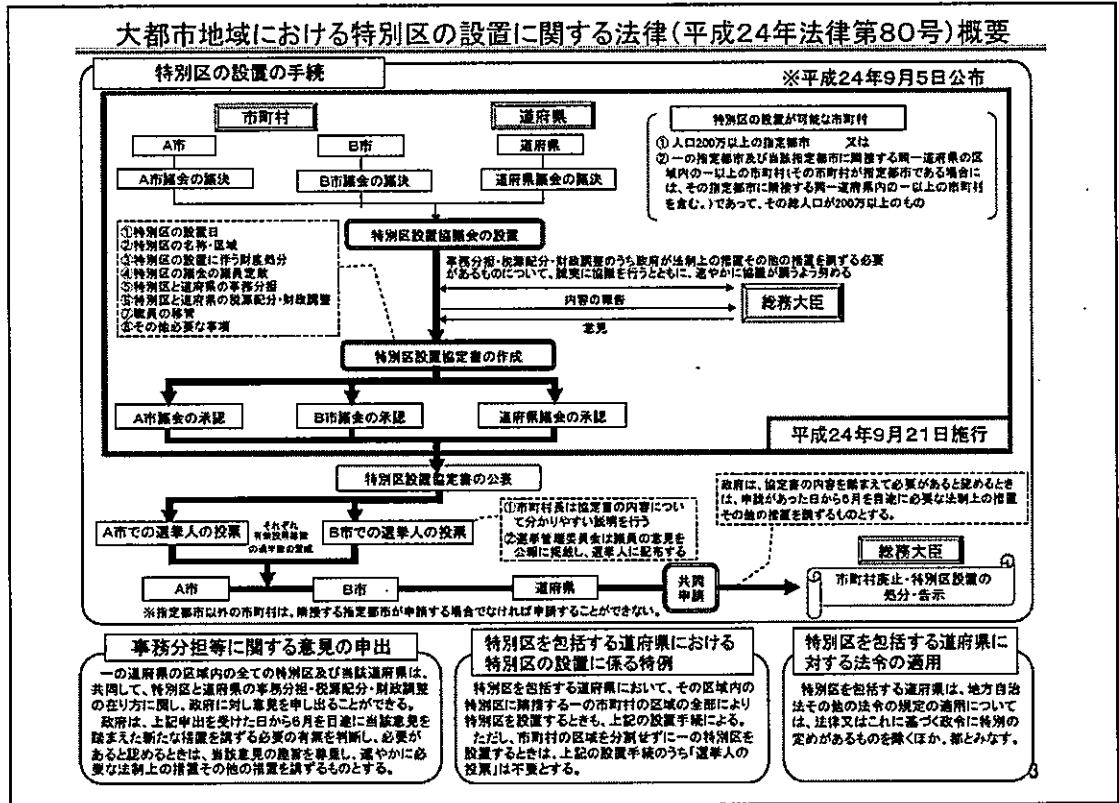 大都市地域における特別区の設置に関する法律(平成24年法律第80号)概要
特別区の設置の手続
※平成24年9月5日公布
市町村
道府県
A市
B市
道府県
A市議会の議決
B市議会の議決
道府県議会の議決
特別区の設置が可能な市町村
① 人口200万以上の指定都市 又は
② 一の指定都市及び当該指定都市に隣接する同一道府県の区
域内の一以上の市町村(その市町村が指定都市である場合に
は、その指定都市に隣接する同一道府県内の一以上の市町村
を含む。)であって、その総人口が200万以上のもの
特別区設置協議会の設置
①特別区の設置日
②特別区の名称・区域
③特別区の設置に伴う財産処分
④特別区の議会の議員定数
⑤特別区と道府県の事務分担
⑥特別区と道府県の税源配分・財政調整
⑦職員の移管
⑧その他必要な事項
事務分担・税源配分・財政調整のうち政府が法制上の措置その他の措置を講ずる必要
があるものについて、誠実に協議を行うとともに、速やかに協議が調うよう努める
内容の報告
意見
総務大臣
特別区設置協定書の作成
A市議会の承認
B市議会の承認
道府県議会の承認
平成24年9月21日施行
特別区設置協定書の公表
A市での選挙人の投票
それぞれ
有効投票総数
の過半数の賛成
B市での選挙人の投票
①市町村長は協定書の内容につい
て分かりやすい説明を行う
②選挙管理委員会は議員の意見を
公報に掲載し、選挙人に配布する
政府は、協定書の内容を踏まえて必要があると認めるとき
は、申請があった日から6月を目途に必要な法制上の措置
その他の措置を講ずるものとする。
A市
B市
道府県
共同
申請
総務大臣
市町村廃止・特別区設置の
処分・告示
※指定都市以外の市町村は、隣接する指定都市が申請する場合でなければ申請することができない。
事務分担等に関する意見の申出
一の道府県の区域内の全ての特別区及び当該道府県は、
共同して、特別区と道府県の事務分担・税源配分・財政調整
の在り方に関し、政府に対し意見を申し出ることができる。
政府は、上記申出を受けた日から6月を目途に当該意見を
踏まえた新たな措置を講ずる必要の有無を判断し、必要が
あると認めるときは、当該意見の趣旨を尊重し、速やかに必
要な法制上の措置その他の措置を講ずるものとする。
特別区を包括する道府県における
特別区の設置に係る特例
特別区を包括する道府県において、その区域内の
特別区に隣接する一の市町村の区域の全部により
特別区を設置するときも、上記の設置手続による。
ただし、市町村の区域を分割せずに一の特別区を
設置するときは、上記の設置手続のうち「選挙人の
投票」は不要とする。
特別区を包括する道府県に
対する法令の適用
特別区を包括する道府県は、地方自治
法その他の法令の規定の適用について
は、法律又はこれに基づく政令に特別の
定めがあるものを除くほか、都とみなす。
3